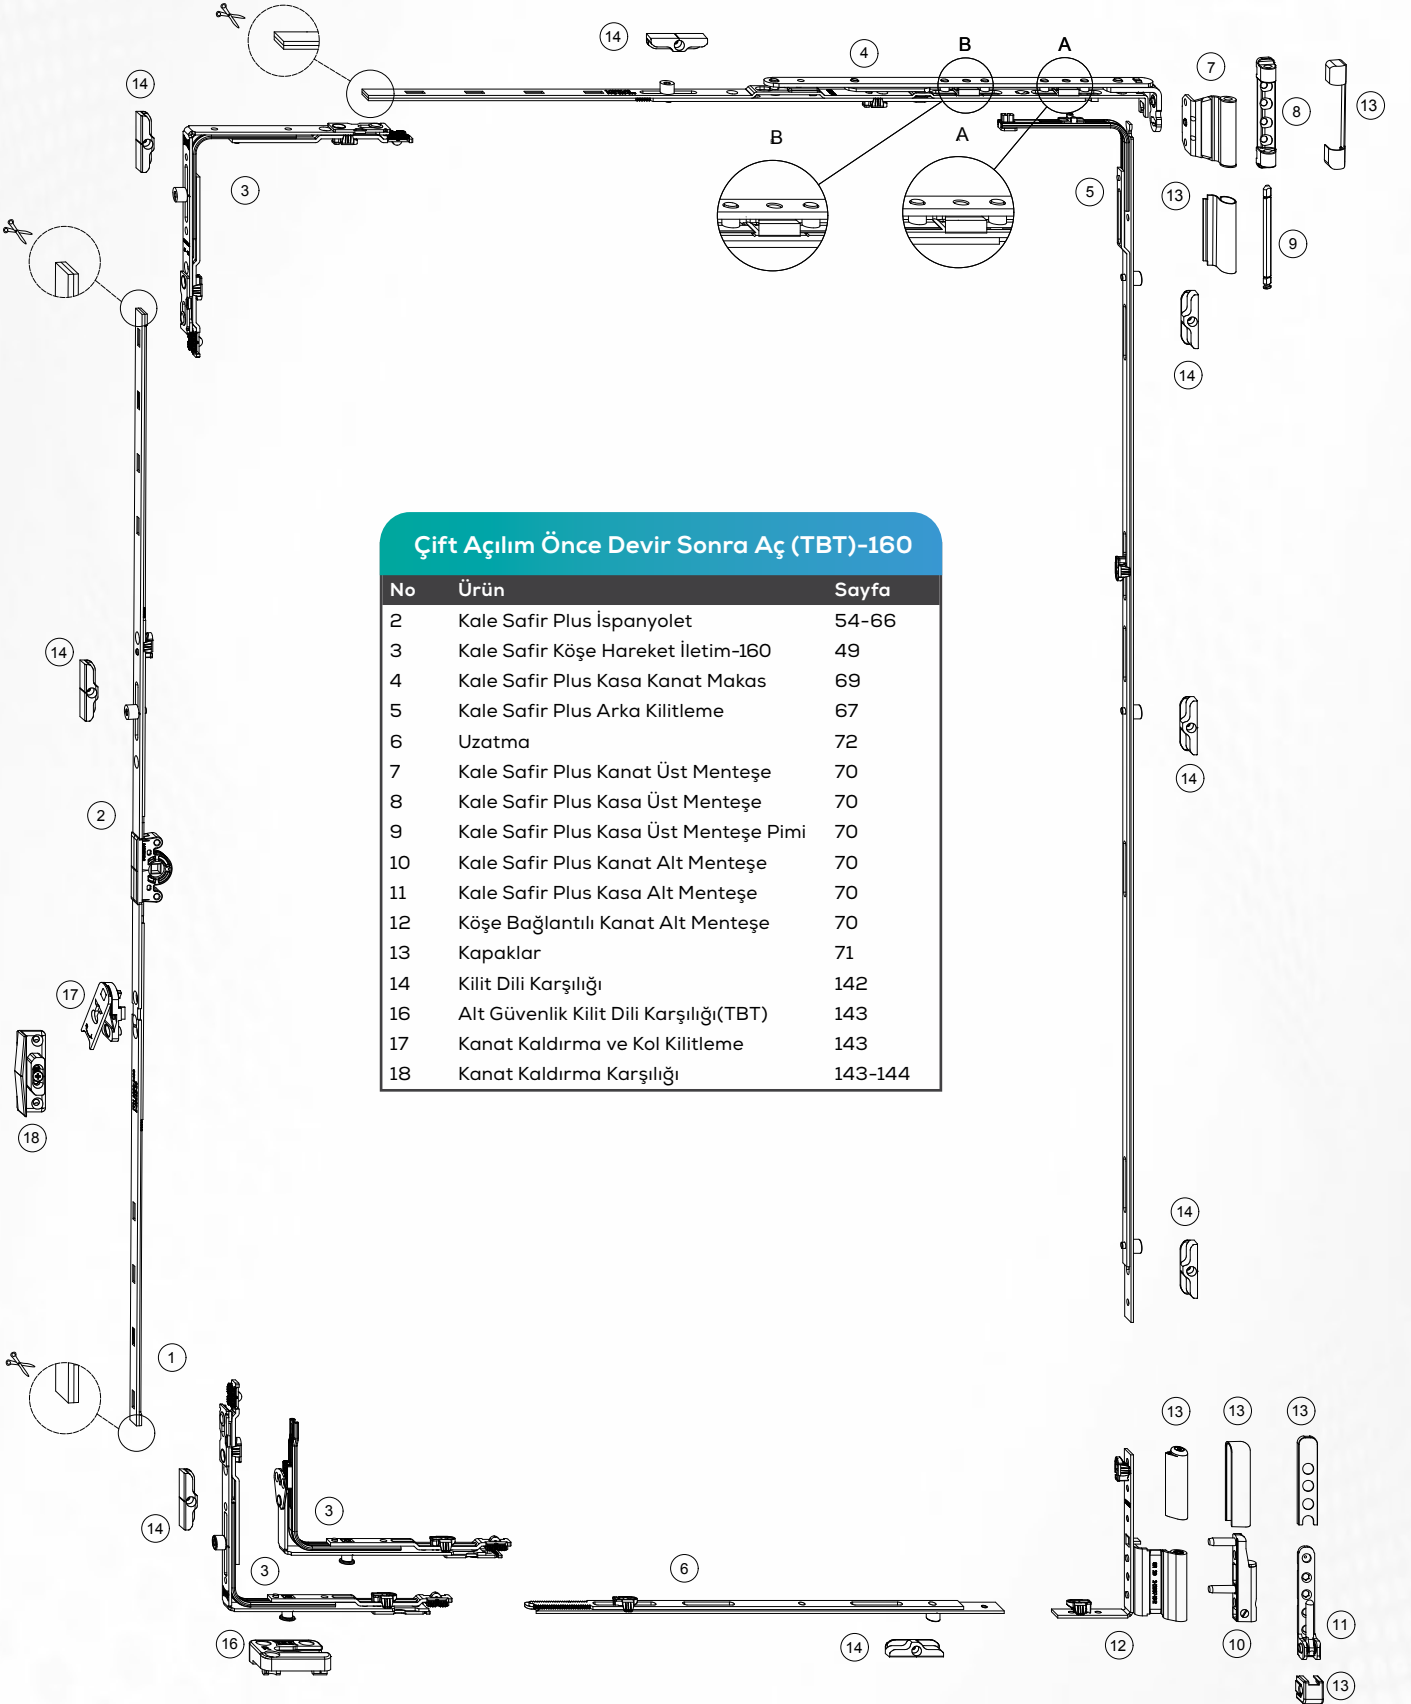 14
4
B
A
7
8
13
14
3
B
A
5
13
9
14
Çift Açılım Önce Devir Sonra Aç (TBT)-160
No Ürün Sayfa
2 Kale Safir Plus İspanyolet 54-66
3 Kale Safir Köşe Hareket İletim-160 49
4 Kale Safir Plus Kasa Kanat Makas 69
5 Kale Safir Plus Arka Kilitleme 67
6 Uzatma 72
7 Kale Safir Plus Kanat Üst Menteşe 70
8 Kale Safir Plus Kasa Üst Menteşe 70
9 Kale Safir Plus Kasa Üst Menteşe Pimi 70
10 Kale Safir Plus Kanat Alt Menteşe 70
11 Kale Safir Plus Kasa Alt Menteşe 70
12 Köşe Bağlantılı Kanat Alt Menteşe 70
13 Kapaklar 71
14 Kilit Dili Karşılığı 142
16 Alt Güvenlik Kilit Dili Karşılığı(TBT) 143
17 Kanat Kaldırma ve Kol Kilitleme 143
18 Kanat Kaldırma Karşılığı 143-144
14
14
2
17
18
14
1
13
13
13
3
14
3
6
16
14
12
10
11
13